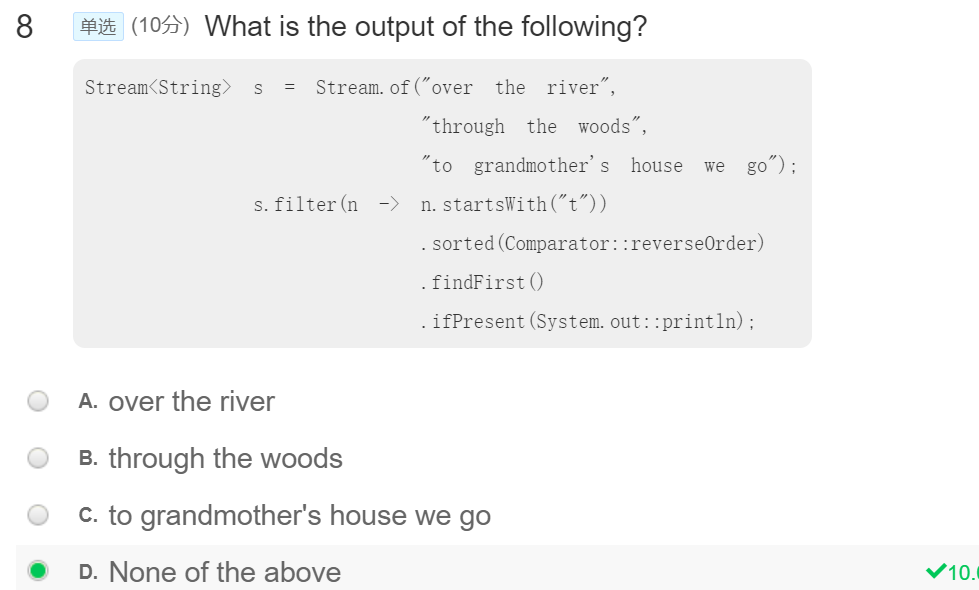 8 单选 (10分) What is the output of the following?
Stream<String> s = Stream.of("over the river",
"through the woods",
"to grandmother's house we go");
s.filter(n -> n.startsWith("t"))
.sorted(Comparator::reverseOrder)
.findFirst()
.ifPresent(System.out::println);
A. over the river
B. through the woods
C. to grandmother's house we go
D. None of the above ✔10.